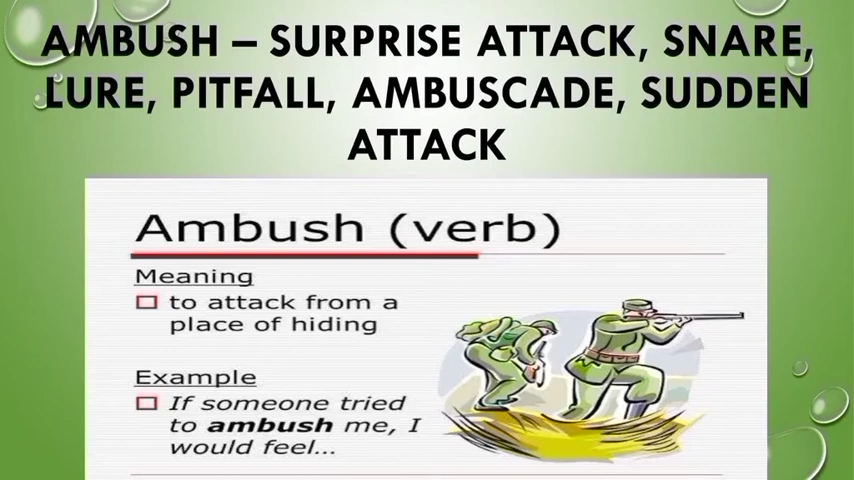 AMBUSH – SURPRISE ATTACK, SNARE,
LURE, PITFALL, AMBUSCADE, SUDDEN
ATTACK
Ambush (verb)
Meaning
to attack from a
place of hiding
Example
If someone tried
to ambush me, I
would feel...